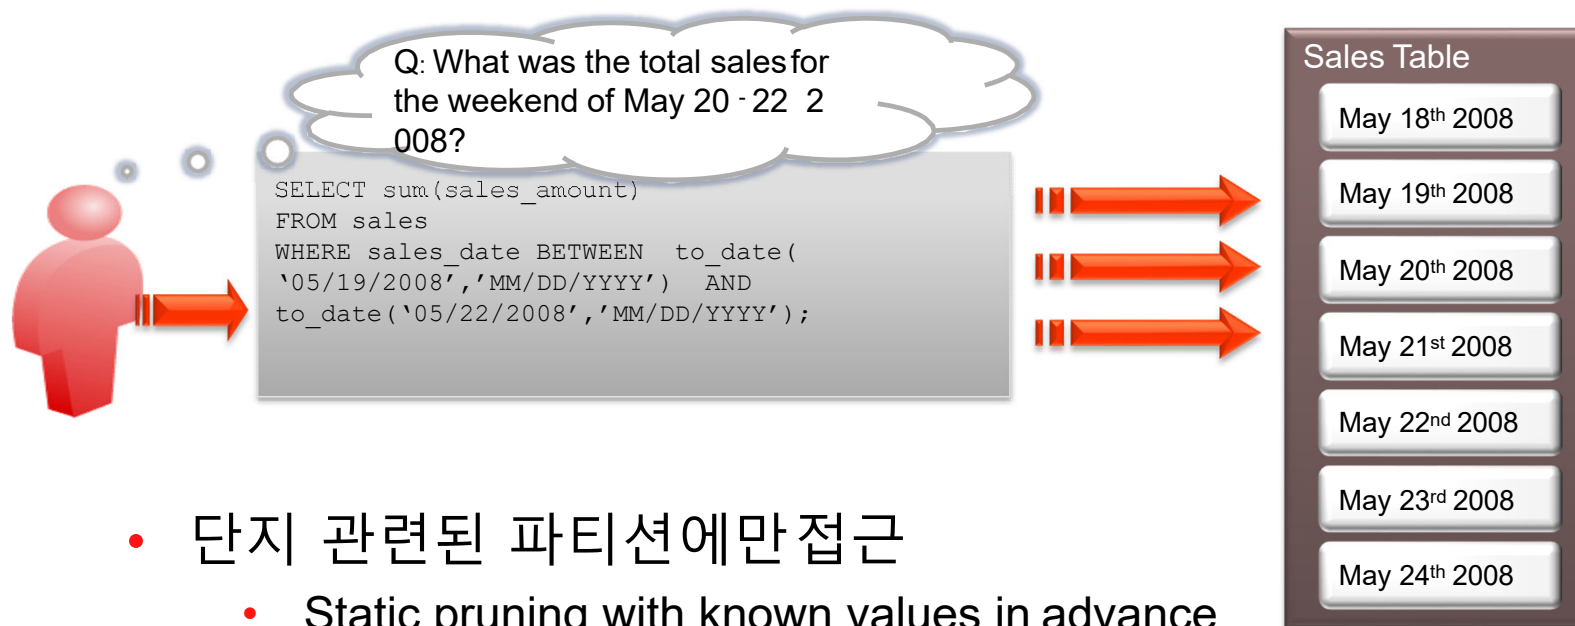 Q: What was the total sales for
the weekend of May 20 - 22 2
008?
SELECT sum(sales_amount)
FROM sales
WHERE sales_date BETWEEN to_date(
‘05/19/2008’,’MM/DD/YYYY’) AND
to_date(‘05/22/2008’,’MM/DD/YYYY’);
Sales Table
May 18th 2008
May 19th 2008
May 20th 2008
May 21st 2008
May 22nd 2008
May 23rd 2008
May 24th 2008
• 단지 관련된 파티션에만 접근
• Static pruning with known values in advance